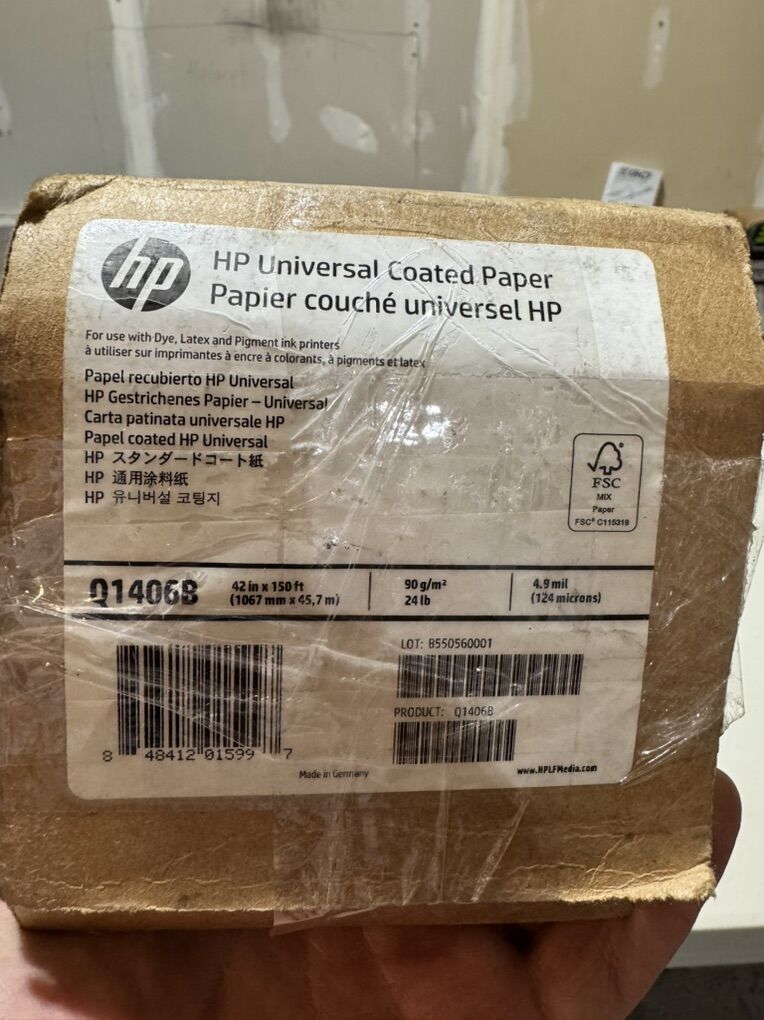 hp
HP Universal Coated Paper
Papier couché universel HP
For use with Dye, Latex and Pigment ink printers
à utiliser sur imprimantes à encre à colorants, à pigments et latex
Papel recubierto HP Universal
HP Gestrichenes Papier – Universal
Carta patinata universale HP
Papel coated HP Universal
HP スタンダードコート紙
HP 通用涂料纸
HP 유니버설 코팅지
FSC
MIX
Paper
FSC® C115319
Q1406B
42 in x 150 ft
(1067 mm x 45,7 m)
90 g/m²
24 lb
4.9 mil
(124 microns)
LOT: B550560001
PRODUCT: Q1406B
8 48412 01599 7
Made in Germany
www.HPLFMedia.com